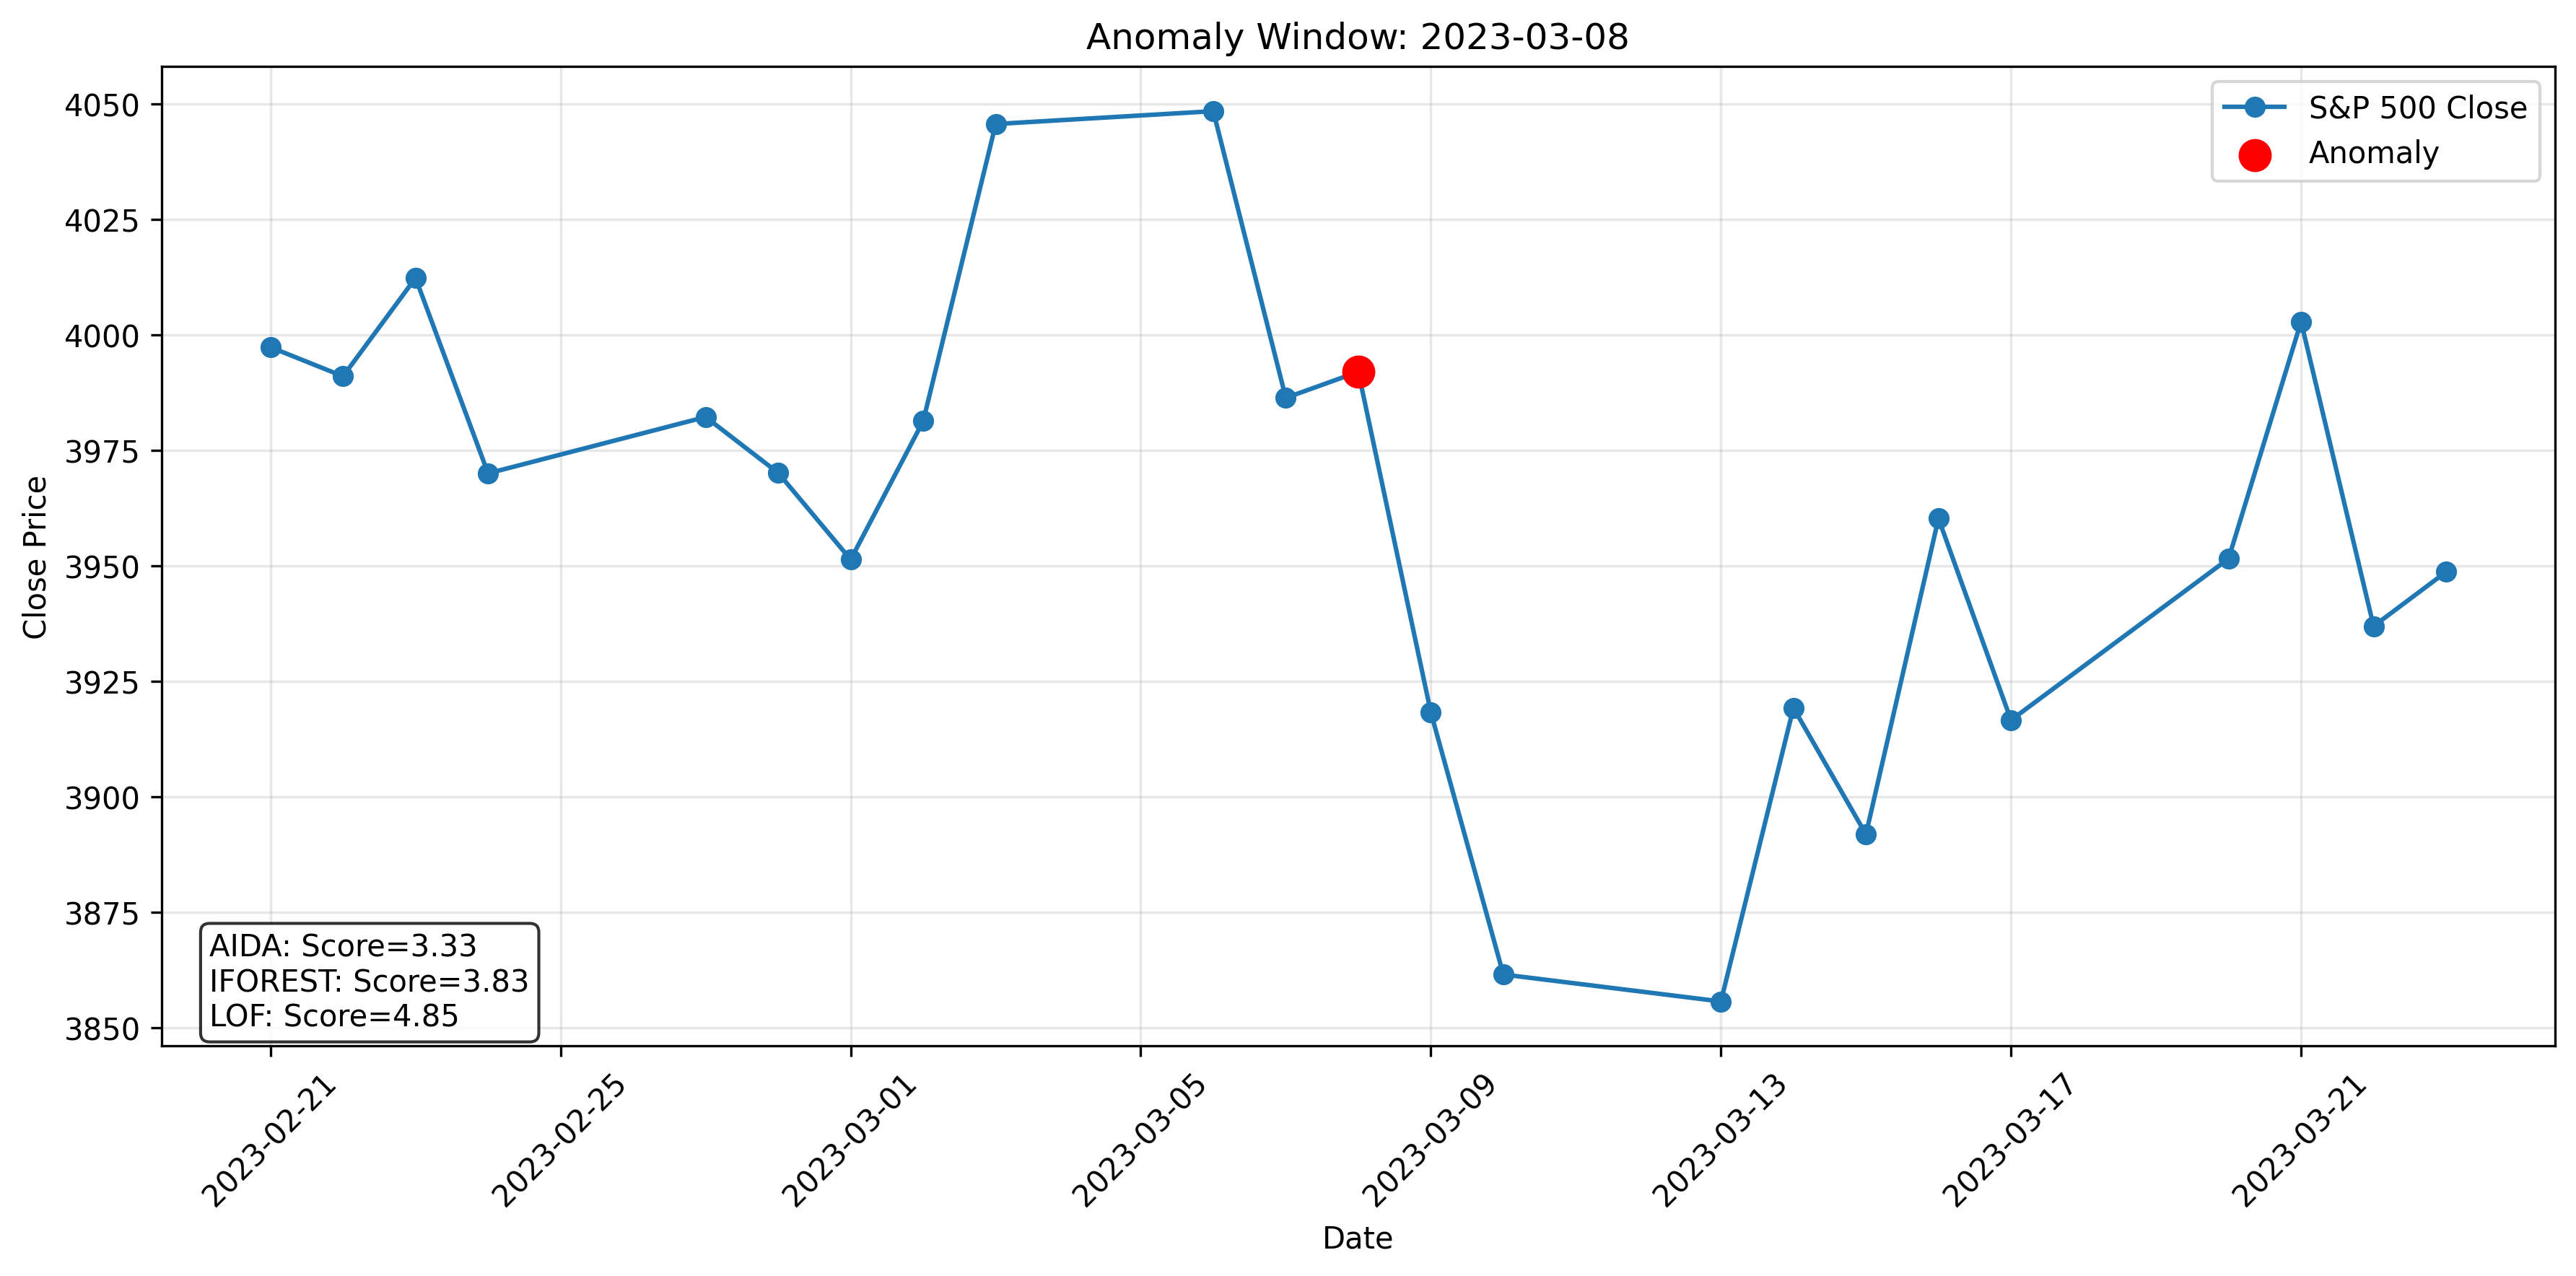 Anomaly Window: 2023-03-08
S&P 500 Close
Anomaly
Close Price
4050
4025
4000
3975
3950
3925
3900
3875
3850
AIDA: Score=3.33
IFOREST: Score=3.83
LOF: Score=4.85
2023-02-21
2023-02-25
2023-03-01
2023-03-05
2023-03-09
2023-03-13
2023-03-17
2023-03-21
Date